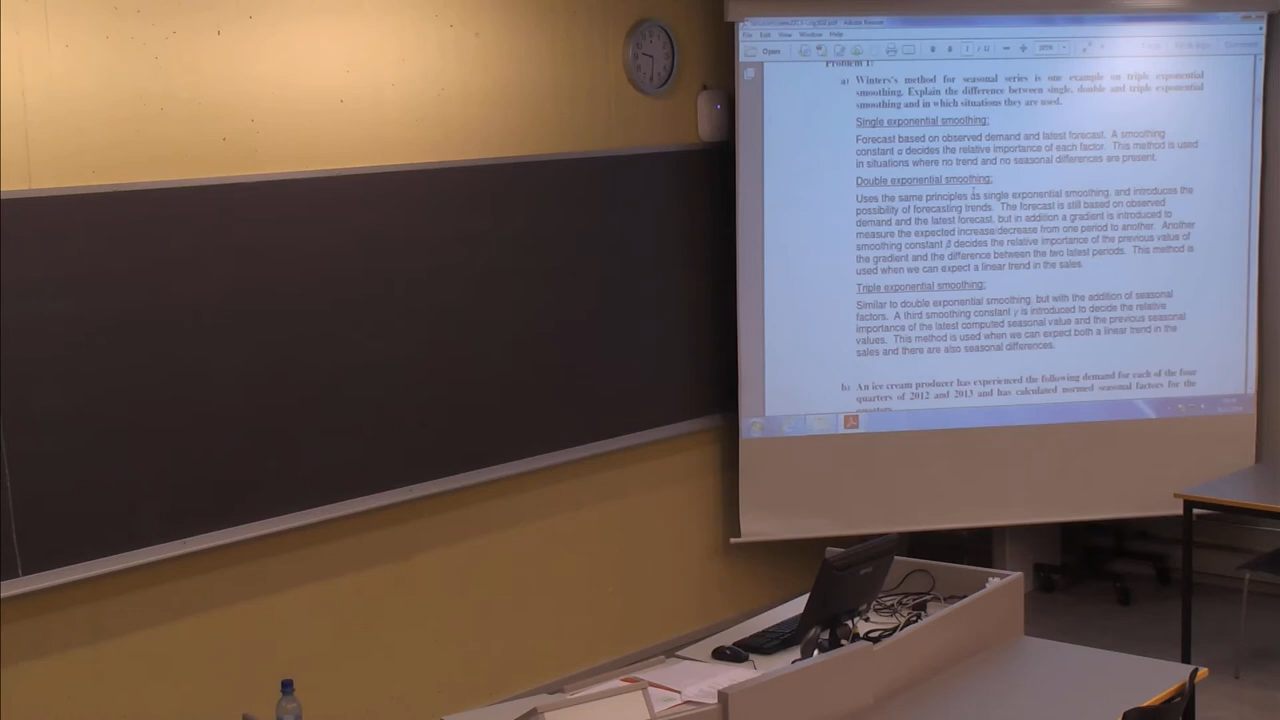 Adobe Reader
File Edit View Window Help
Open
Problem 1:
a) Winters's method for seasonal series is one example on triple exponential
smoothing. Explain the difference between single, double and triple exponential
smoothing and in which situations they are used.
Single exponential smoothing:
Forecast based on observed demand and latest forecast. A smoothing
constant α decides the relative importance of each factor. This method is used
in situations where no trend and no seasonal differences are present.
Double exponential smoothing:
Uses the same principles as single exponential smoothing, and introduces the
possibility of forecasting trends. The forecast is still based on observed
demand and the latest forecast, but in addition a gradient is introduced to
measure the expected increase/decrease from one period to another. Another
smoothing constant β decides the relative importance of the previous value of
the gradient and the difference between the two latest periods. This method is
used when we can expect a linear trend in the sales.
Triple exponential smoothing:
Similar to double exponential smoothing, but with the addition of seasonal
factors. A third smoothing constant γ is introduced to decide the relative
importance of the latest computed seasonal value and the previous seasonal
values. This method is used when we can expect both a linear trend in the
sales and there are also seasonal differences.
b) An ice cream producer has experienced the following demand for each of the four
quarters of 2012 and 2013 and has calculated normed seasonal factors for the
quarters